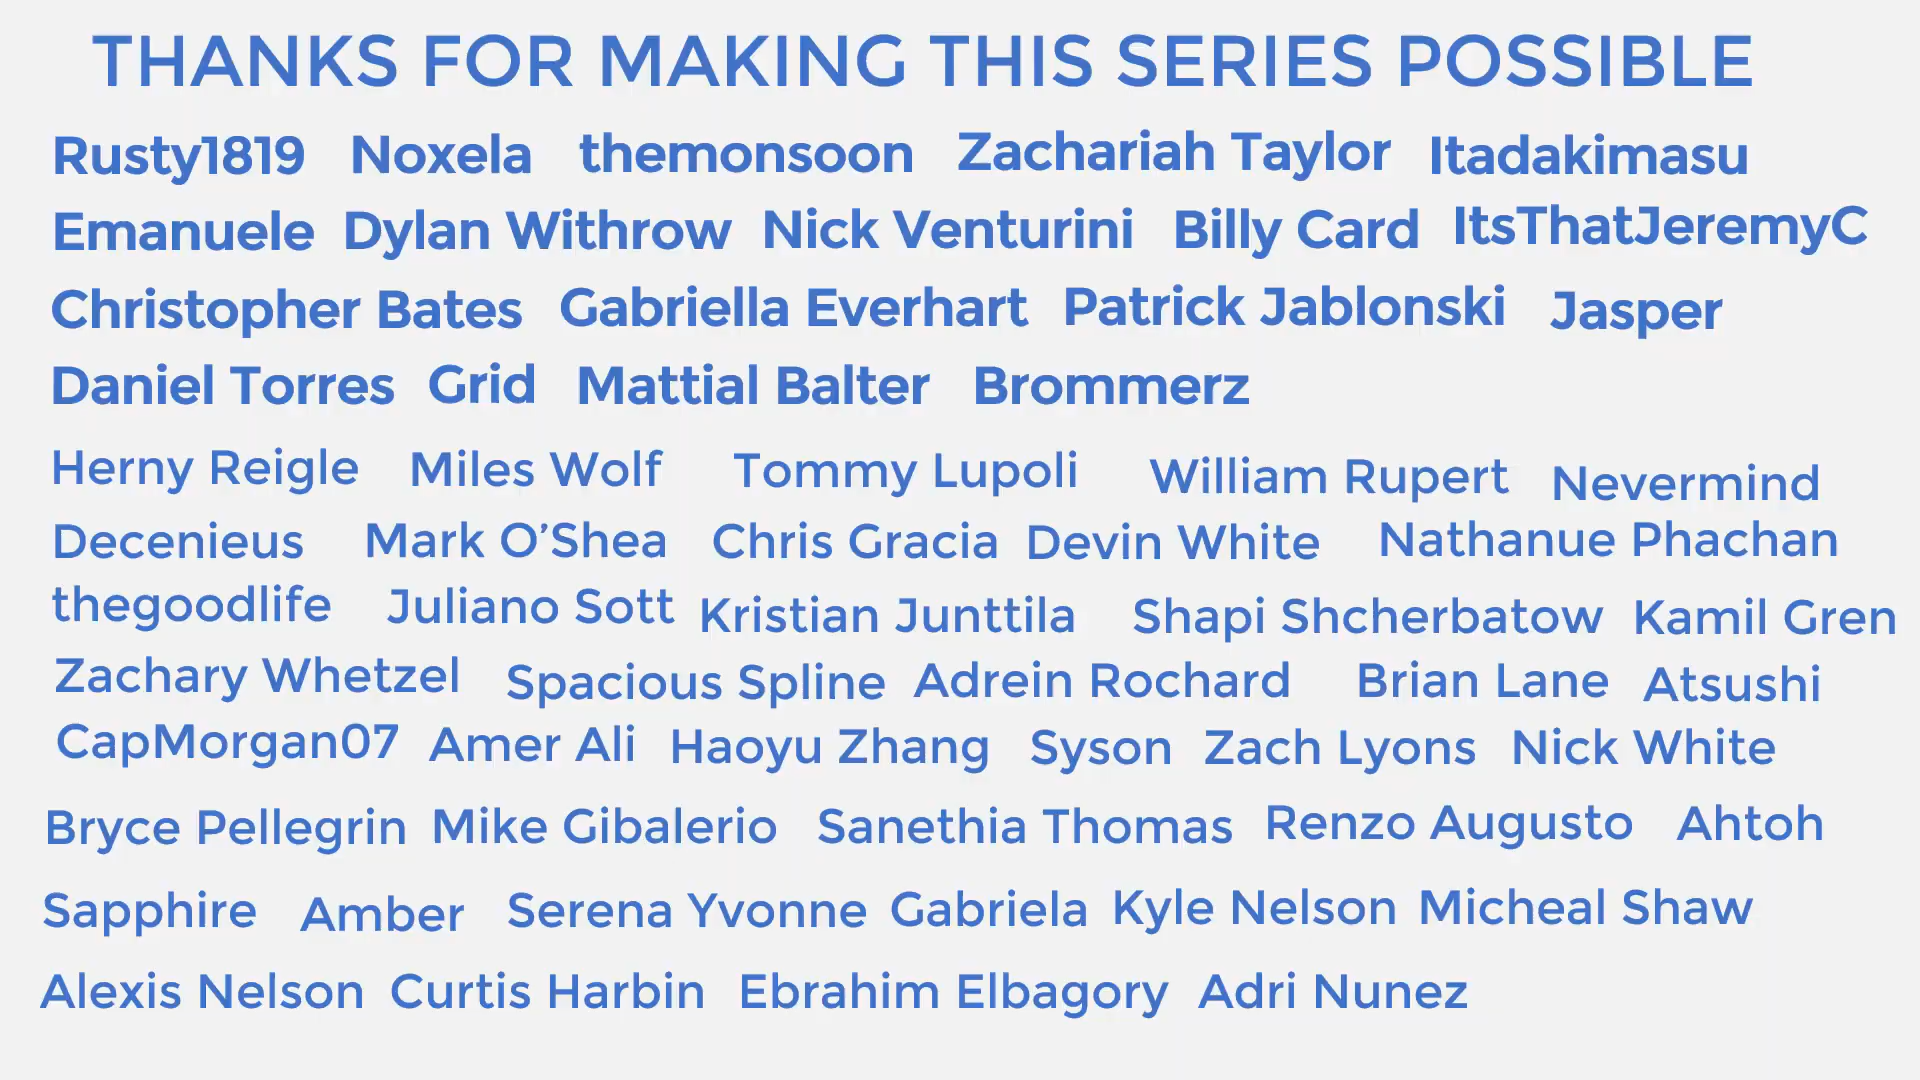 THANKS FOR MAKING THIS SERIES POSSIBLE
Rusty1819 Noxela themonsoon Zachariah Taylor Itadakimasu
Emanuele Dylan Withrow Nick Venturini Billy Card ItsThatJeremyC
Christopher Bates Gabriella Everhart Patrick Jablonski Jasper
Daniel Torres Grid Mattial Balter Brommerz
Herny Reigle Miles Wolf Tommy Lupoli William Rupert Nevermind
Decenieus Mark O’Shea Chris Gracia Devin White Nathanue Phachan
thegoodlife Juliano Sott Kristian Junttila Shapi Shcherbatow Kamil Gren
Zachary Whetzel Spacious Spline Adrein Rochard Brian Lane Atsushi
CapMorgan07 Amer Ali Haoyu Zhang Syson Zach Lyons Nick White
Bryce Pellegrin Mike Gibalerio Sanethia Thomas Renzo Augusto Ahtoh
Sapphire Amber Serena Yvonne Gabriela Kyle Nelson Micheal Shaw
Alexis Nelson Curtis Harbin Ebrahim Elbagory Adri Nunez